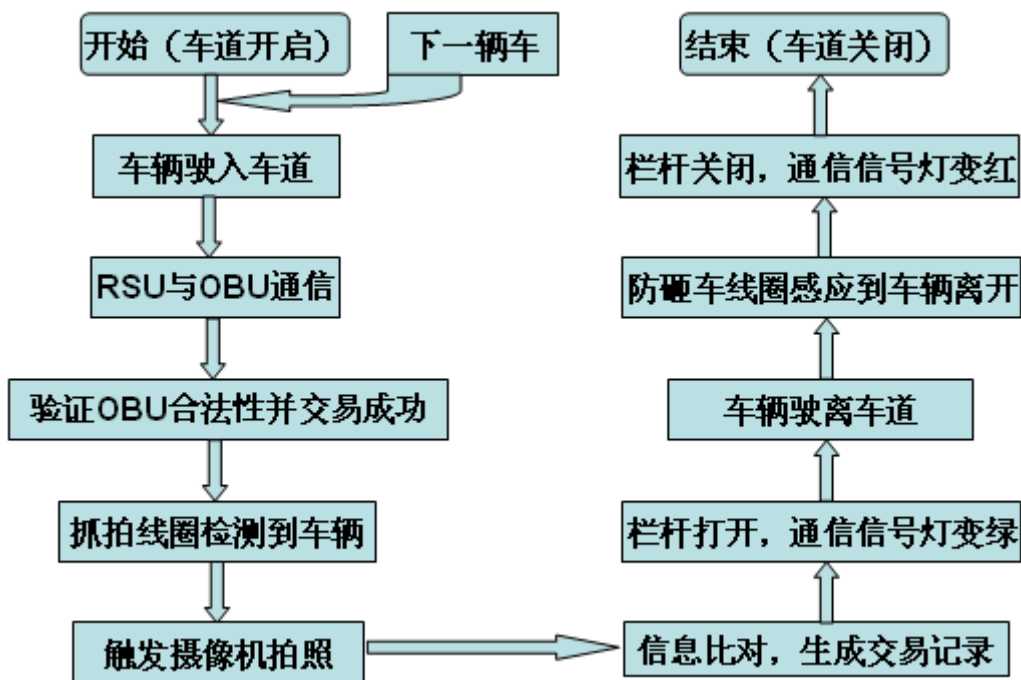 开始（车道开启）
下一辆车
车辆驶入车道
RSU与OBU通信
验证OBU合法性并交易成功
抓拍线圈检测到车辆
触发摄像机拍照
信息比对，生成交易记录
栏杆打开，通信信号灯变绿
车辆驶离车道
防砸车线圈感应到车辆离开
栏杆关闭，通信信号灯变红
结束（车道关闭）